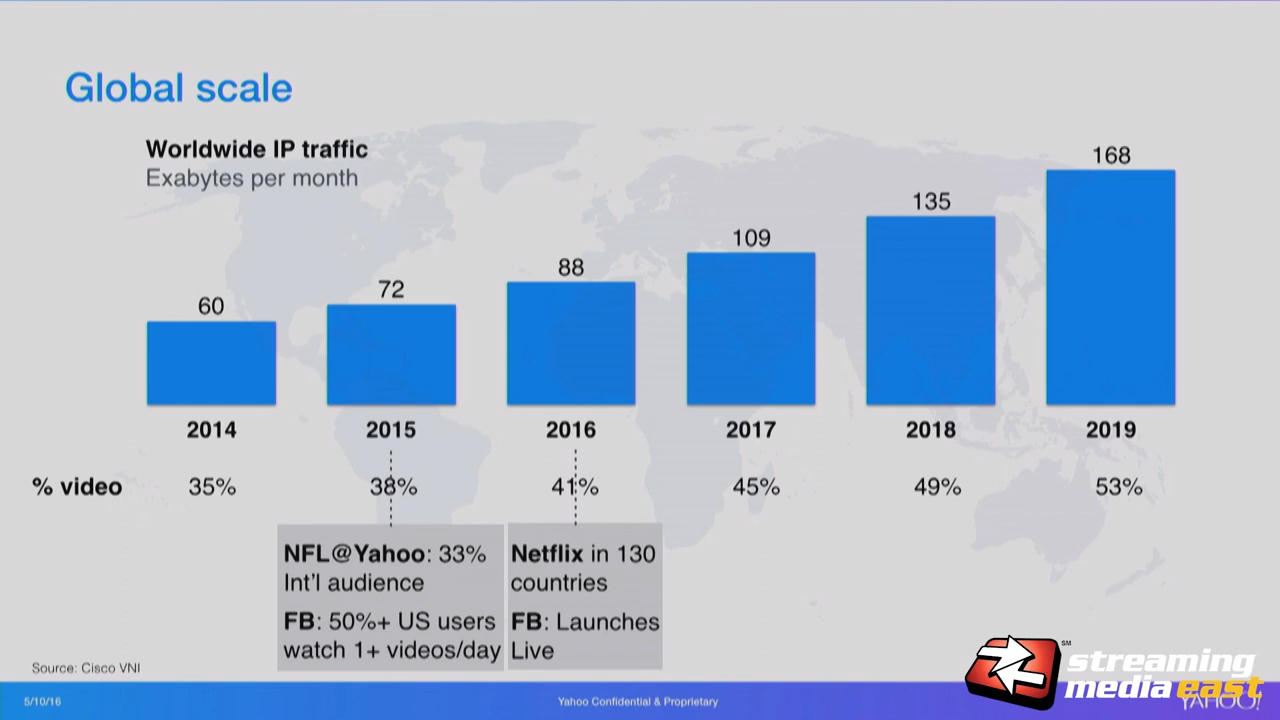 Global scale
Worldwide IP traffic
Exabytes per month
60
72
88
109
135
168
2014
2015
2016
2017
2018
2019
% video
35%
38%
41%
45%
49%
53%
NFL@Yahoo: 33%
Int'l audience
FB: 50%+ US users
watch 1+ videos/day
Netflix in 130
countries
FB: Launches
Live
Source: Cisco VNI
5/10/16
Yahoo Confidential & Proprietary
streaming℠
media east
YAHOO!